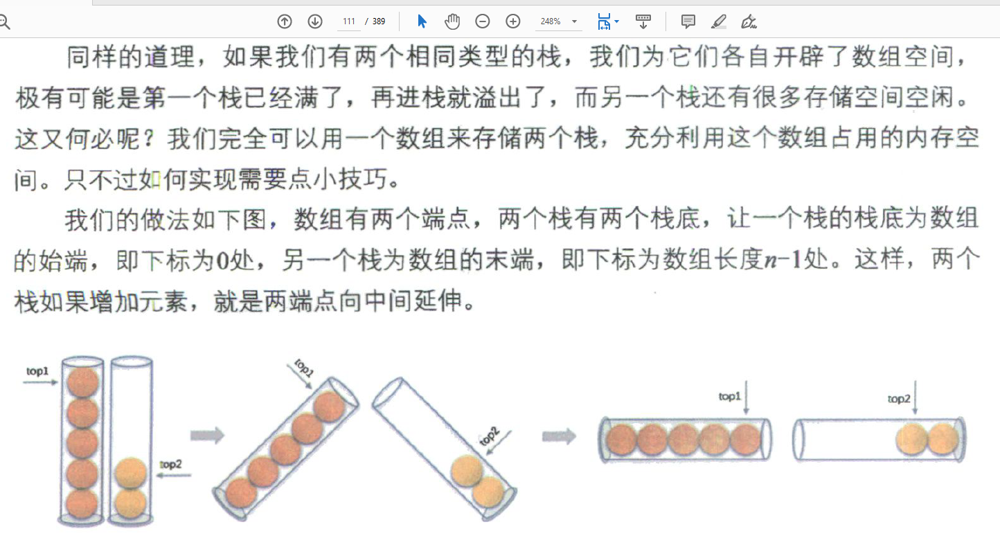 111 / 389
248%
同样的道理，如果我们有两个相同类型的栈，我们为它们各自开辟了数组空间，
极有可能是第一个栈已经满了，再进栈就溢出了，而另一个栈还有很多存储空间空闲。
这又何必呢？我们完全可以用一个数组来存储两个栈，充分利用这个数组占用的内存空
间。只不过如何实现需要点小技巧。
我们的做法如下图，数组有两个端点，两个栈有两个栈底，让一个栈的栈底为数组
的始端，即下标为0处，另一个栈为数组的末端，即下标为数组长度n-1处。这样，两个
栈如果增加元素，就是两端点向中间延伸。
top1
top2
top1
top2
top1
top2